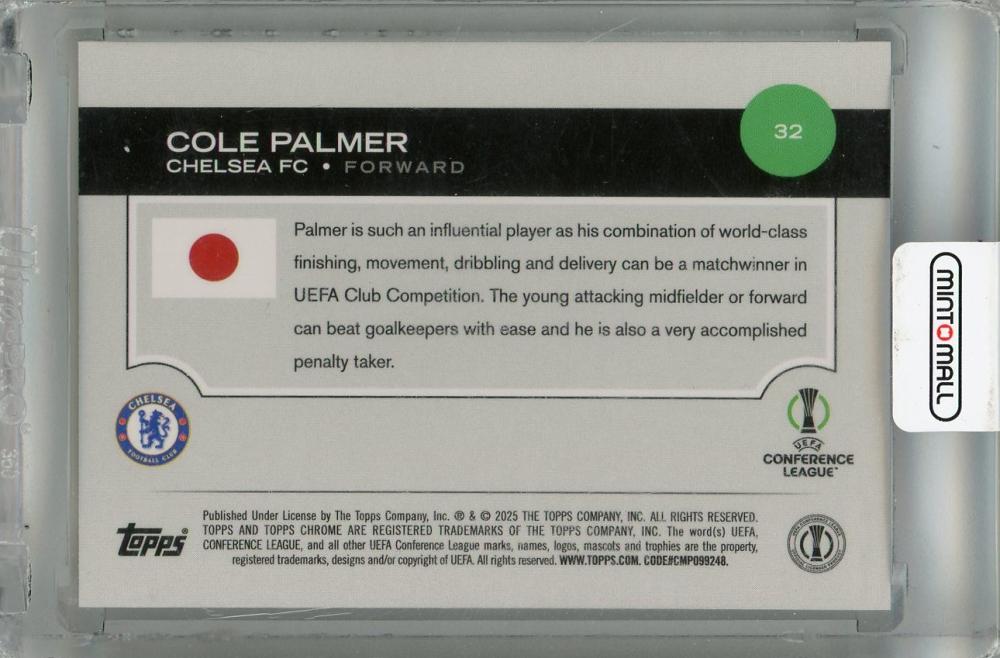 32
COLE PALMER
CHELSEA FC • FORWARD
Palmer is such an influential player as his combination of world-class
finishing, movement, dribbling and delivery can be a matchwinner in
UEFA Club Competition. The young attacking midfielder or forward
can beat goalkeepers with ease and he is also a very accomplished
penalty taker.
MINT MALL
CHELSEA
FOOTBALL CLUB
UEFA
CONFERENCE
LEAGUE™
Topps®
Published Under License by The Topps Company, Inc. ® & © 2025 THE TOPPS COMPANY, INC. ALL RIGHTS RESERVED.
TOPPS AND TOPPS CHROME ARE REGISTERED TRADEMARKS OF THE TOPPS COMPANY, INC. The word(s) UEFA,
CONFERENCE LEAGUE, and all other UEFA Conference League marks, names, logos, mascots and trophies are the property,
registered trademarks, designs and/or copyright of UEFA. All rights reserved. WWW.TOPPS.COM. CODE#CMP099248.